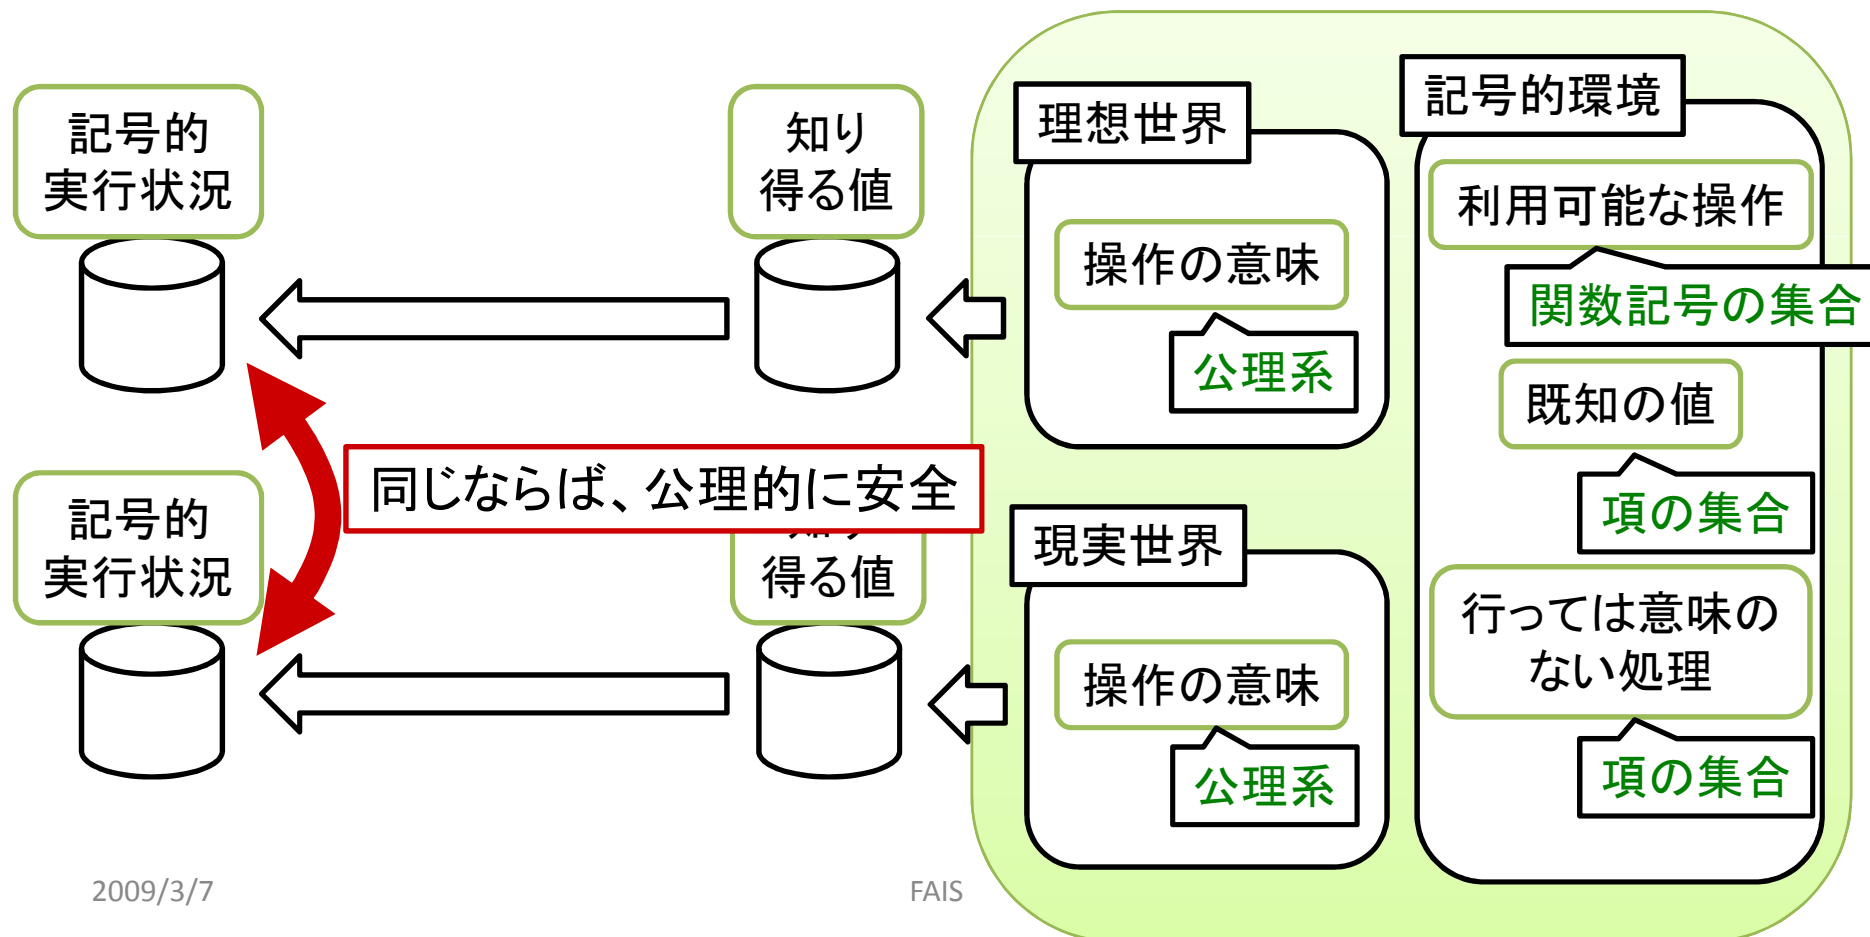 記号的
実行状況
知り
得る値
理想世界
操作の意味
公理系
記号的環境
利用可能な操作
関数記号の集合
既知の値
項の集合
行っては意味の
ない処理
項の集合
同じならば、公理的に安全
記号的
実行状況
得る値
現実世界
操作の意味
公理系
2009/3/7
FAIS